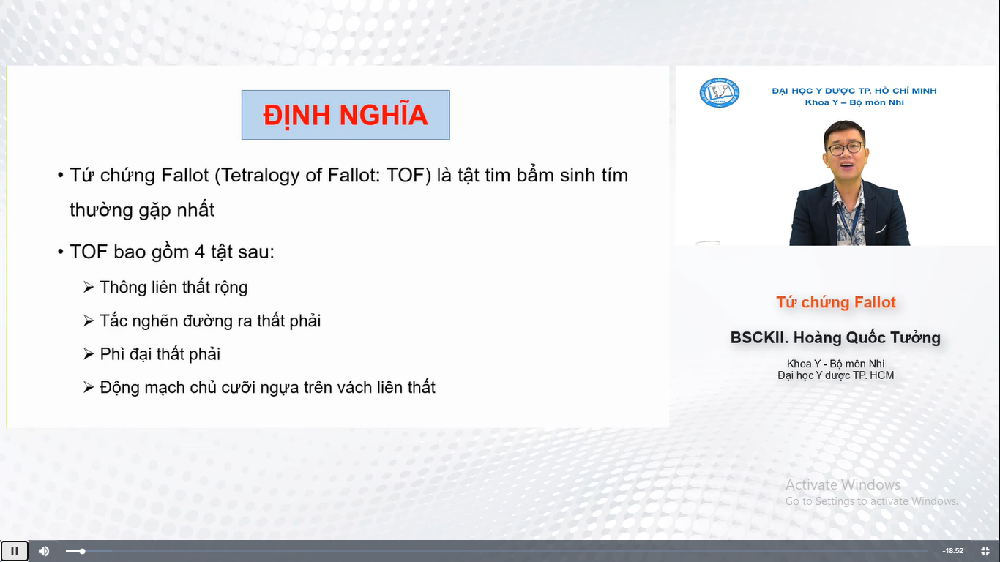 ĐỊNH NGHĨA
• Tứ chứng Fallot (Tetralogy of Fallot: TOF) là tật tim bẩm sinh tím
thường gặp nhất
• TOF bao gồm 4 tật sau:
➢ Thông liên thất rộng
➢ Tắc nghẽn đường ra thất phải
➢ Phì đại thất phải
➢ Động mạch chủ cưỡi ngựa trên vách liên thất
ĐẠI HỌC Y DƯỢC TP. HỒ CHÍ MINH
Khoa Y – Bộ môn Nhi
Tứ chứng Fallot
BSCKII. Hoàng Quốc Tưởng
Khoa Y - Bộ môn Nhi
Đại học Y dược TP. HCM
Activate Windows
Go to Settings to activate Windows.
-18:52